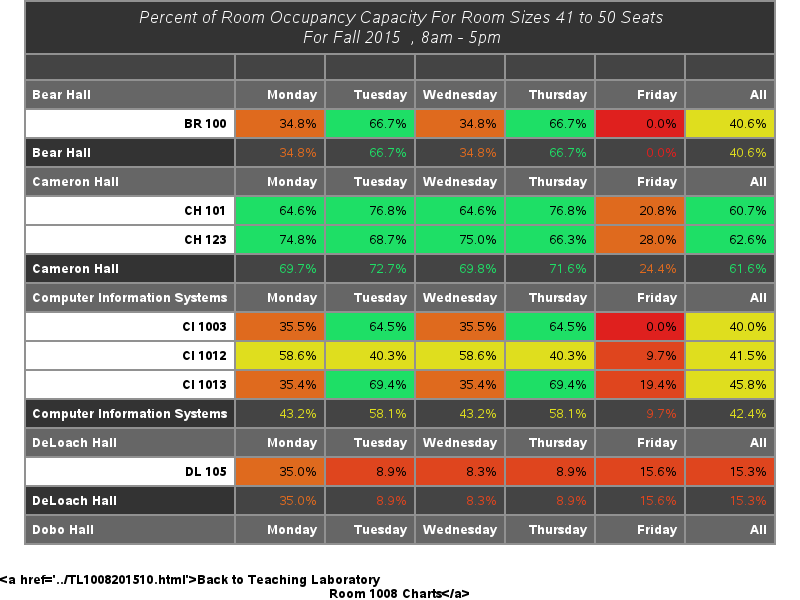 Percent of Room Occupancy Capacity For Room Sizes 41 to 50 Seats
For Fall 2015 , 8am - 5pm
Bear Hall Monday Tuesday Wednesday Thursday Friday All
BR 100 34.8% 66.7% 34.8% 66.7% 0.0% 40.6%
Bear Hall 34.8% 66.7% 34.8% 66.7% 0.0% 40.6%
Cameron Hall Monday Tuesday Wednesday Thursday Friday All
CH 101 64.6% 76.8% 64.6% 76.8% 20.8% 60.7%
CH 123 74.8% 68.7% 75.0% 66.3% 28.0% 62.6%
Cameron Hall 69.7% 72.7% 69.8% 71.6% 24.4% 61.6%
Computer Information Systems Monday Tuesday Wednesday Thursday Friday All
CI 1003 35.5% 64.5% 35.5% 64.5% 0.0% 40.0%
CI 1012 58.6% 40.3% 58.6% 40.3% 9.7% 41.5%
CI 1013 35.4% 69.4% 35.4% 69.4% 19.4% 45.8%
Computer Information Systems 43.2% 58.1% 43.2% 58.1% 9.7% 42.4%
DeLoach Hall Monday Tuesday Wednesday Thursday Friday All
DL 105 35.0% 8.9% 8.3% 8.9% 15.6% 15.3%
DeLoach Hall 35.0% 8.9% 8.3% 8.9% 15.6% 15.3%
Dobo Hall Monday Tuesday Wednesday Thursday Friday All
<a href='../TL1008201510.html'>Back to Teaching Laboratory
Room 1008 Charts</a>